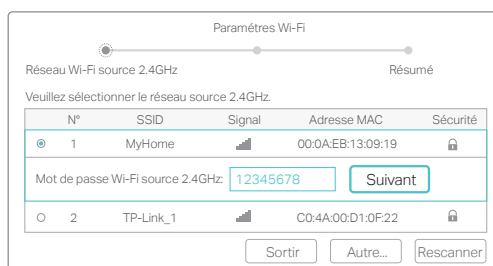 Paramétres Wi-Fi
Réseau Wi-Fi source 2.4GHz Résumé
Veuillez sélectionner le réseau source 2.4GHz.
N° SSID Signal Adresse MAC Sécurité
1 MyHome 00:0A:EB:13:09:19
Mot de passe Wi-Fi source 2.4GHz: 12345678 Suivant
2 TP-Link_1 C0:4A:00:D1:0F:22
Sortir Autre... Rescanner